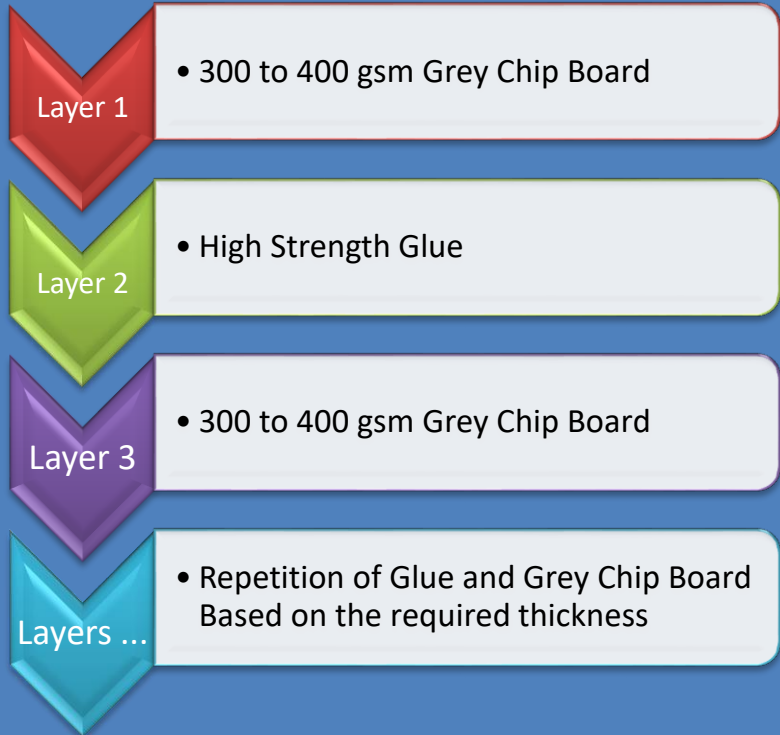 Layer 1
• 300 to 400 gsm Grey Chip Board
Layer 2
• High Strength Glue
Layer 3
• 300 to 400 gsm Grey Chip Board
Layers ...
• Repetition of Glue and Grey Chip Board
Based on the required thickness